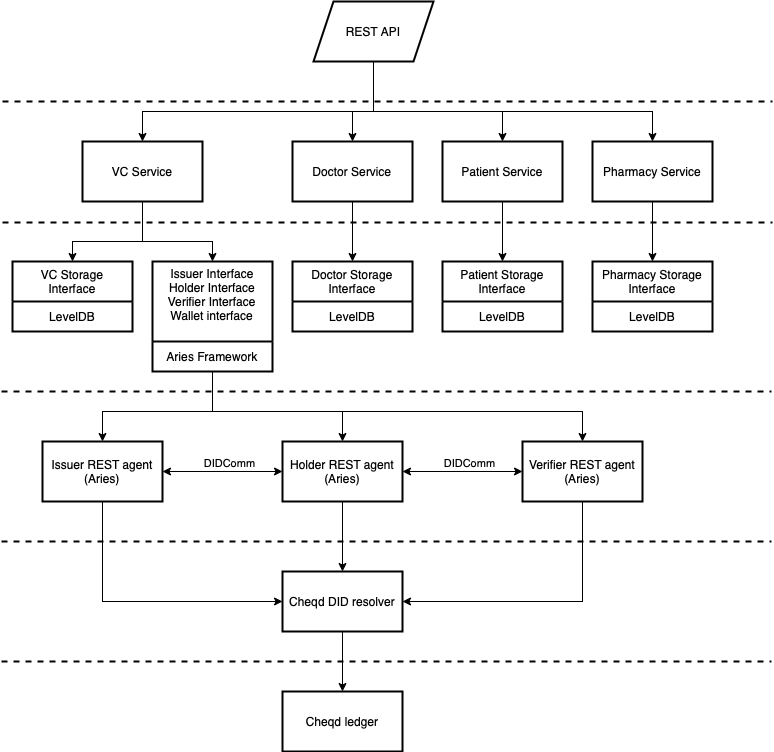 REST API
VC Service
Doctor Service
Patient Service
Pharmacy Service
VC Storage
Interface
LevelDB
Issuer Interface
Holder Interface
Verifier Interface
Wallet interface
Aries Framework
Doctor Storage
Interface
LevelDB
Patient Storage
Interface
LevelDB
Pharmacy Storage
Interface
LevelDB
Issuer REST agent
(Aries)
DIDComm
Holder REST agent
(Aries)
DIDComm
Verifier REST agent
(Aries)
Cheqd DID resolver
Cheqd ledger